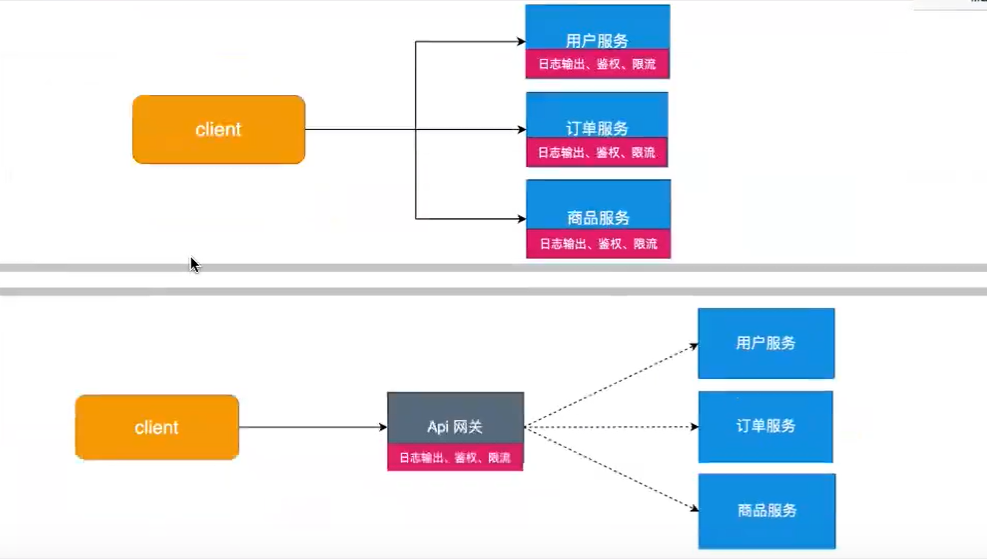 用户服务
日志输出、鉴权、限流
client
订单服务
日志输出、鉴权、限流
商品服务
日志输出、鉴权、限流
用户服务
client
Api 网关
日志输出、鉴权、限流
订单服务
商品服务